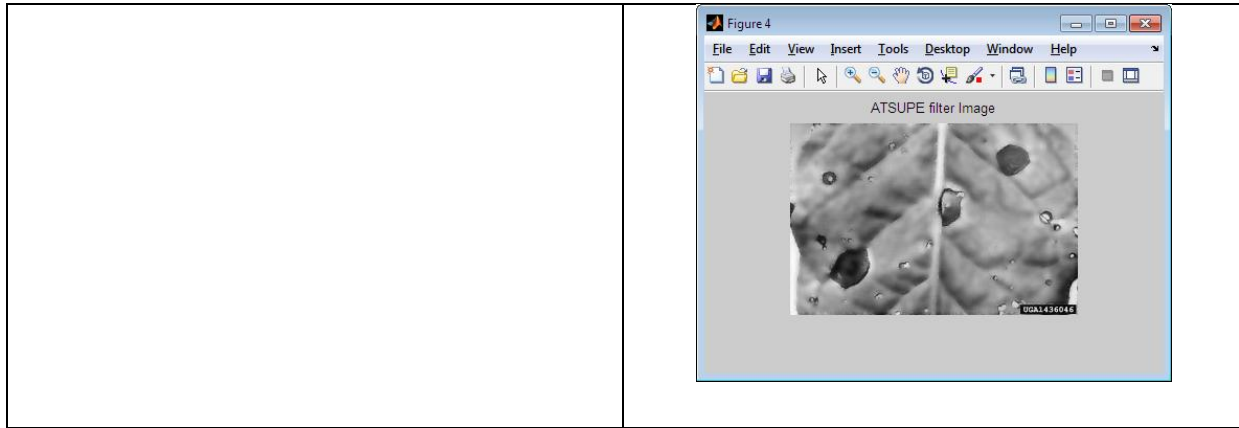 Figure 4
File Edit View Insert Tools Desktop Window Help
ATSUPE filter Image
UGA1436046